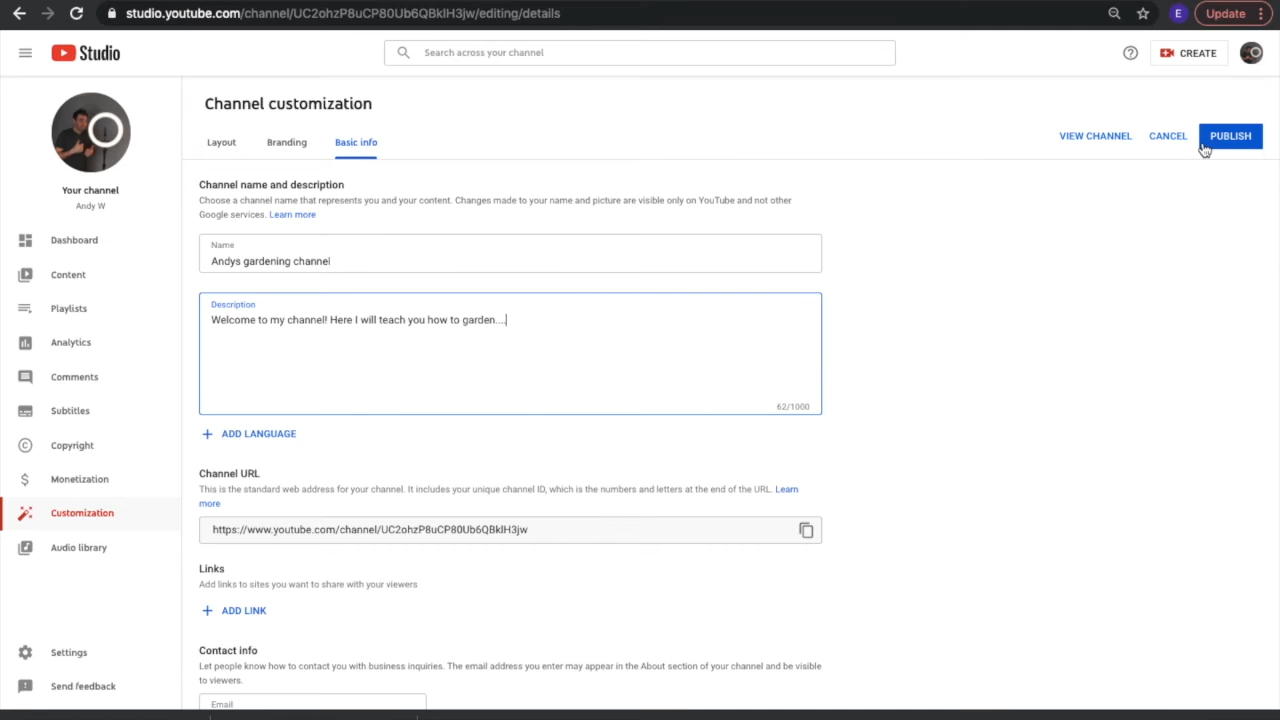 studio.youtube.com/channel/UC2ohzP8uCP80Ub6QBklH3jw/editing/details
E
Update
Studio
Search across your channel
CREATE
Channel customization
Layout
Branding
Basic info
VIEW CHANNEL
CANCEL
PUBLISH
Your channel
Andy W
Dashboard
Content
Playlists
Analytics
Comments
Subtitles
Copyright
Monetization
Customization
Audio library
Settings
Send feedback
Channel name and description
Choose a channel name that represents you and your content. Changes made to your name and picture are visible only on YouTube and not other
Google services. Learn more
Name
Andys gardening channel
Description
Welcome to my channel! Here I will teach you how to garden....
62/1000
ADD LANGUAGE
Channel URL
This is the standard web address for your channel. It includes your unique channel ID, which is the numbers and letters at the end of the URL. Learn
more
https://www.youtube.com/channel/UC2ohzP8uCP80Ub6QBklH3jw
Links
Add links to sites you want to share with your viewers
ADD LINK
Contact info
Let people know how to contact you with business inquiries. The email address you enter may appear in the About section of your channel and be visible
to viewers.
Email